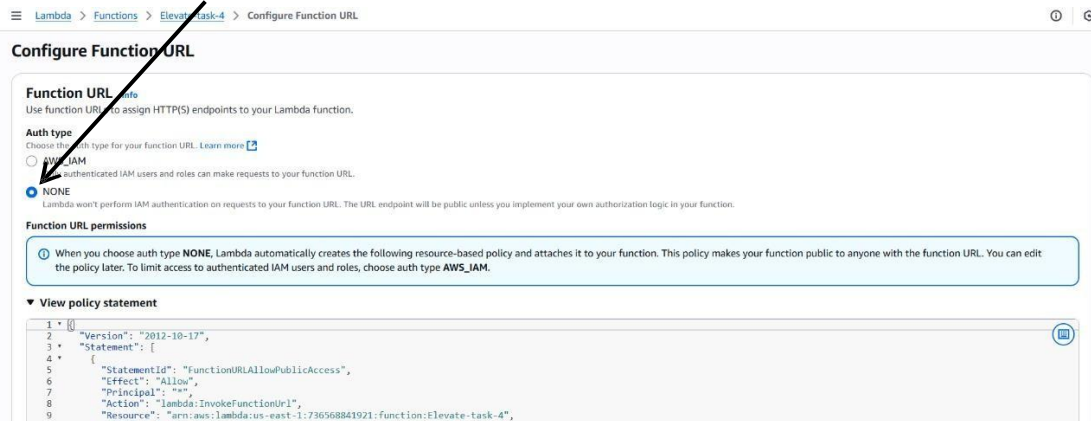 Lambda > Functions > Elevate-task-4 > Configure Function URL
Configure Function URL
Function URL Info
Use function URLs to assign HTTP(S) endpoints to your Lambda function.
Auth type
Choose the auth type for your function URL. Learn more
AWS_IAM
authenticated IAM users and roles can make requests to your function URL.
NONE
Lambda won't perform IAM authentication on requests to your function URL. The URL endpoint will be public unless you implement your own authorization logic in your function.
Function URL permissions
When you choose auth type NONE, Lambda automatically creates the following resource-based policy and attaches it to your function. This policy makes your function public to anyone with the function URL. You can edit
the policy later. To limit access to authenticated IAM users and roles, choose auth type AWS_IAM.
View policy statement
1 {
2 "Version": "2012-10-17",
3 "Statement": [
4 {
5 "StatementId": "FunctionURLAllowPublicAccess",
6 "Effect": "Allow",
7 "Principal": "*",
8 "Action": "lambda:InvokeFunctionUrl",
9 "Resource": "arn:aws:lambda:us-east-1:736568841921:function:Elevate-task-4",